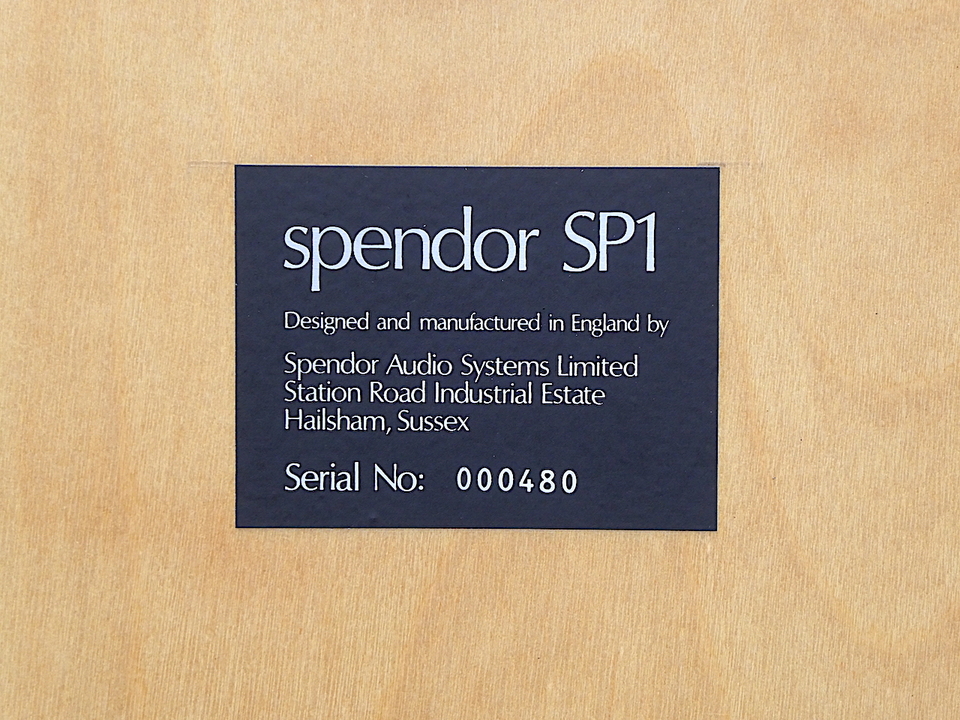 spendor SP1
Designed and manufactured in England by
Spendor Audio Systems Limited
Station Road Industrial Estate
Hailsham, Sussex
Serial No: 000480